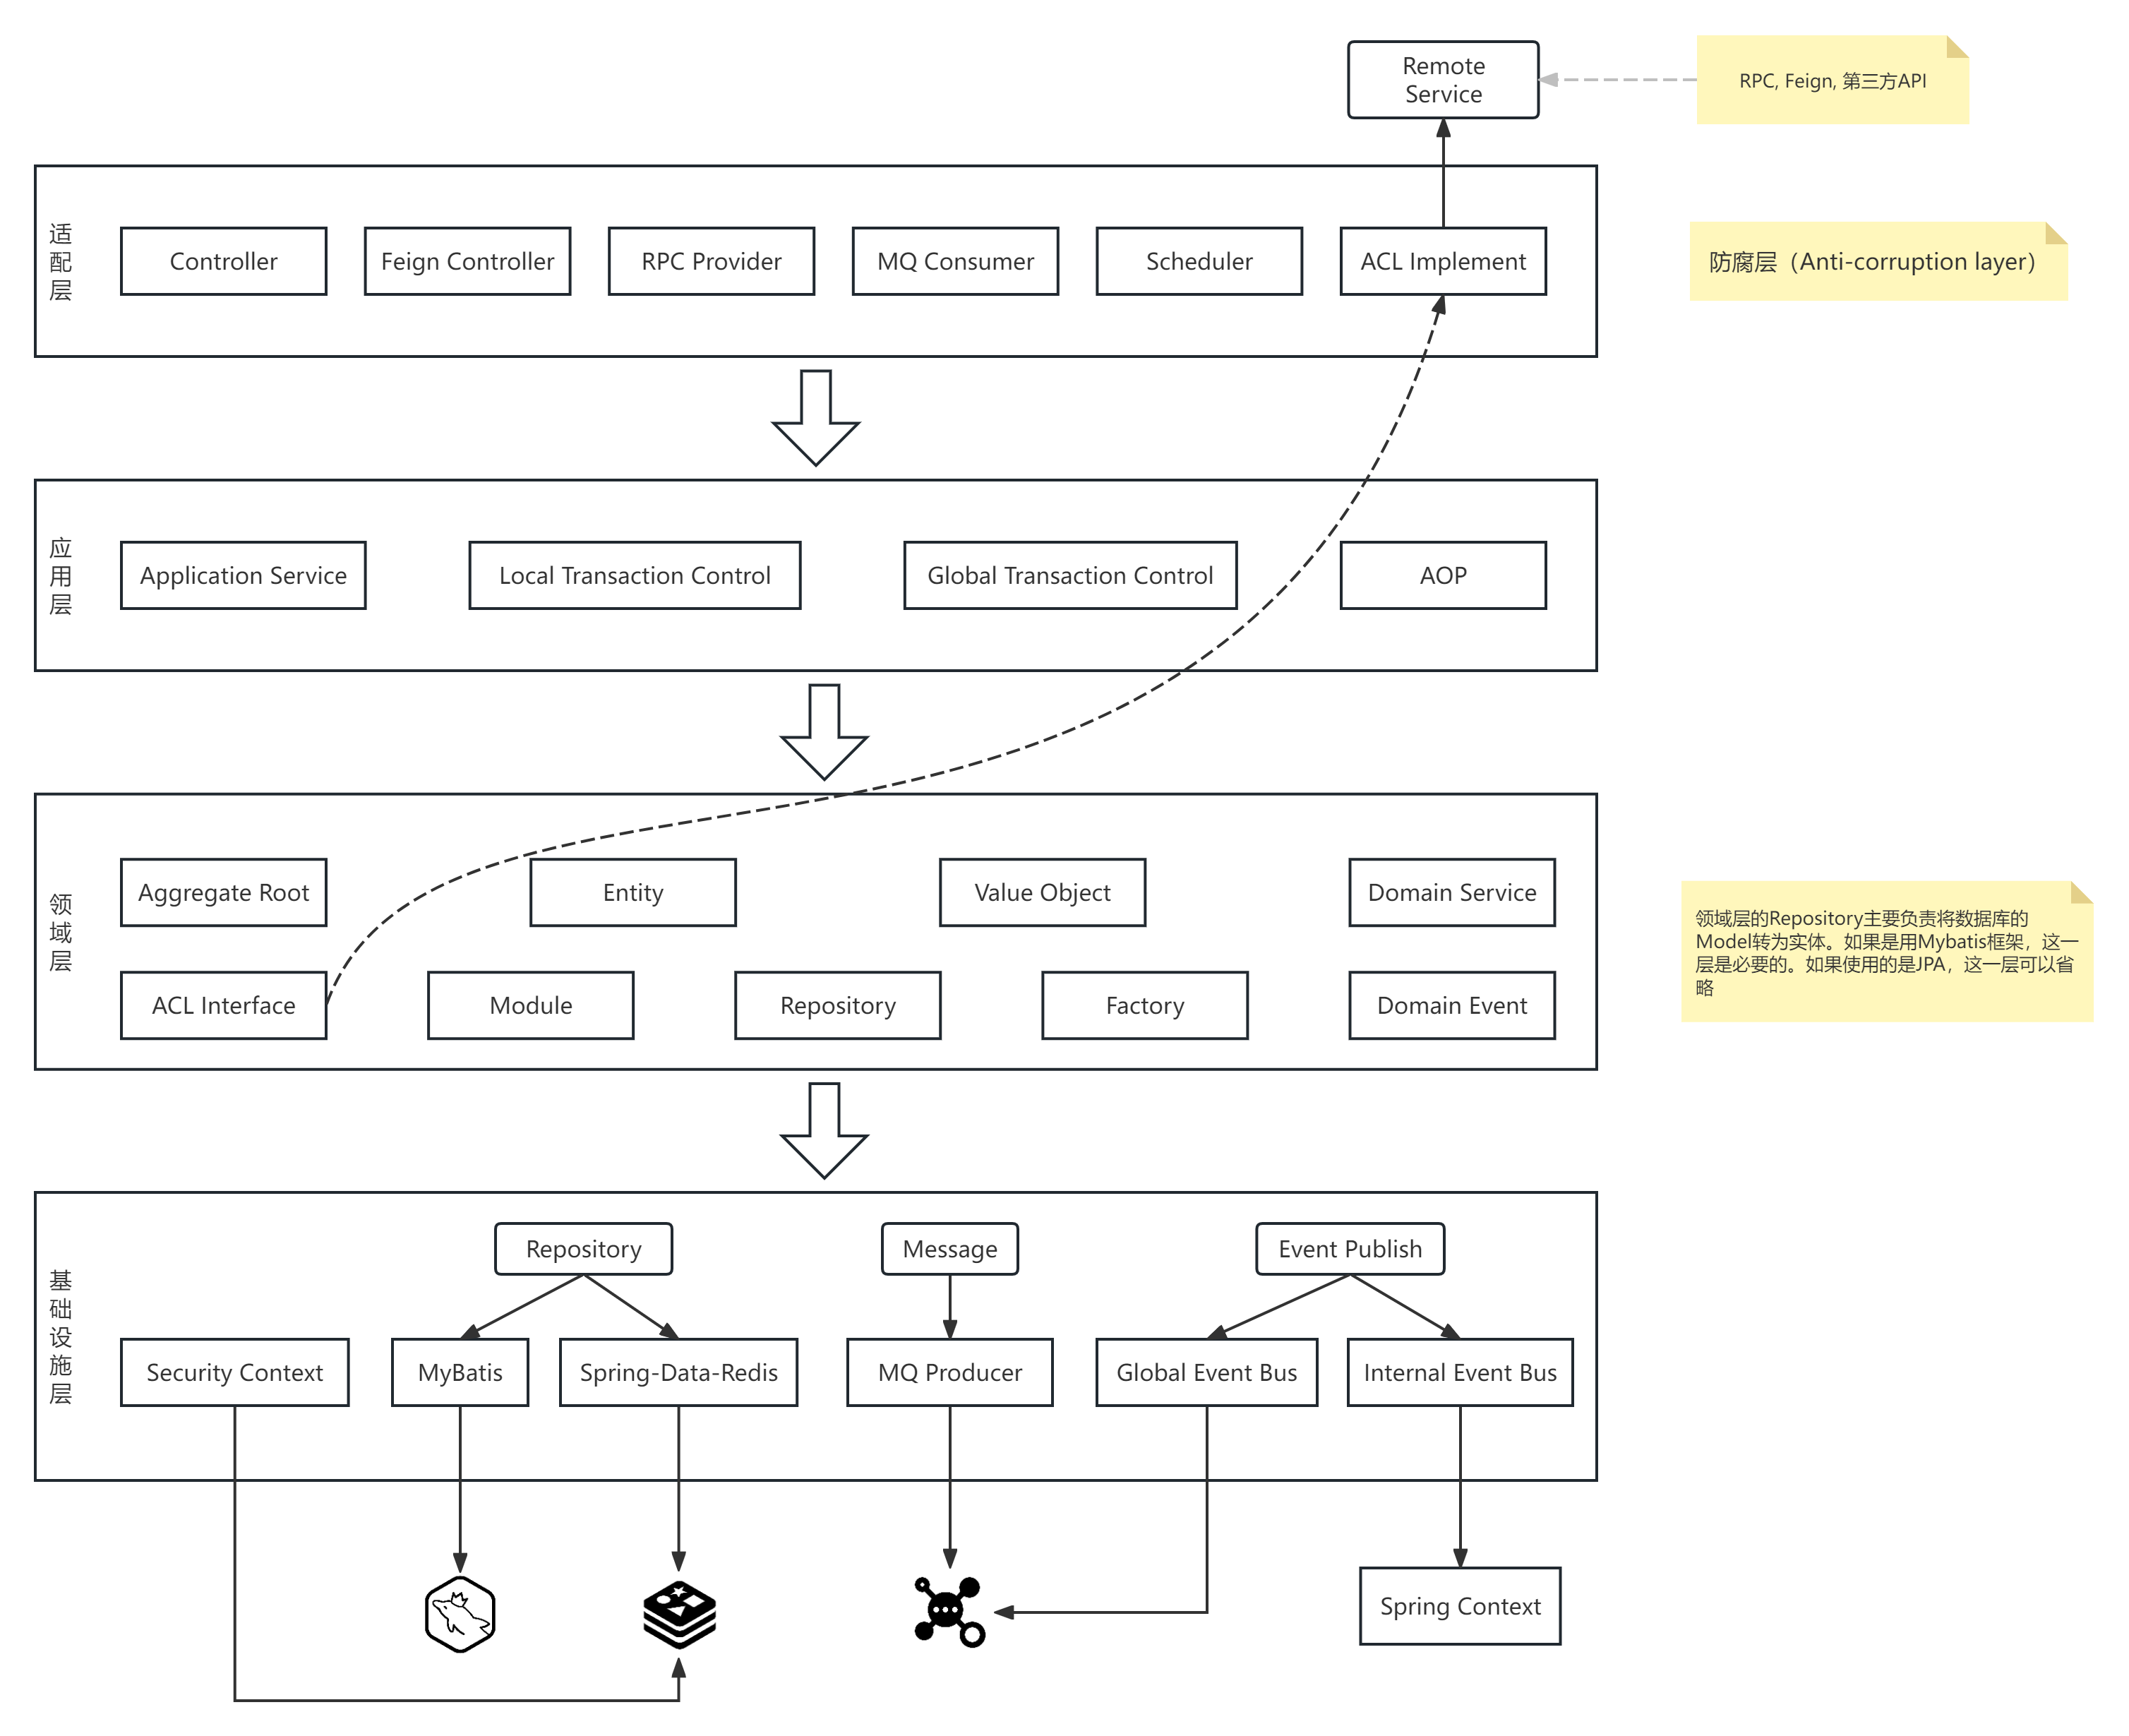 Remote
Service
RPC, Feign, 第三方API
适
配
层
Controller
Feign Controller
RPC Provider
MQ Consumer
Scheduler
ACL Implement
防腐层（Anti-corruption layer）
应
用
层
Application Service
Local Transaction Control
Global Transaction Control
AOP
领
域
层
Aggregate Root
Entity
Value Object
Domain Service
ACL Interface
Module
Repository
Factory
Domain Event
领域层的Repository主要负责将数据库的
Model转为实体。如果是用Mybatis框架，这一
层是必要的。如果使用的是JPA，这一层可以省
略
基
础
设
施
层
Repository
Message
Event Publish
Security Context
MyBatis
Spring-Data-Redis
MQ Producer
Global Event Bus
Internal Event Bus
Spring Context